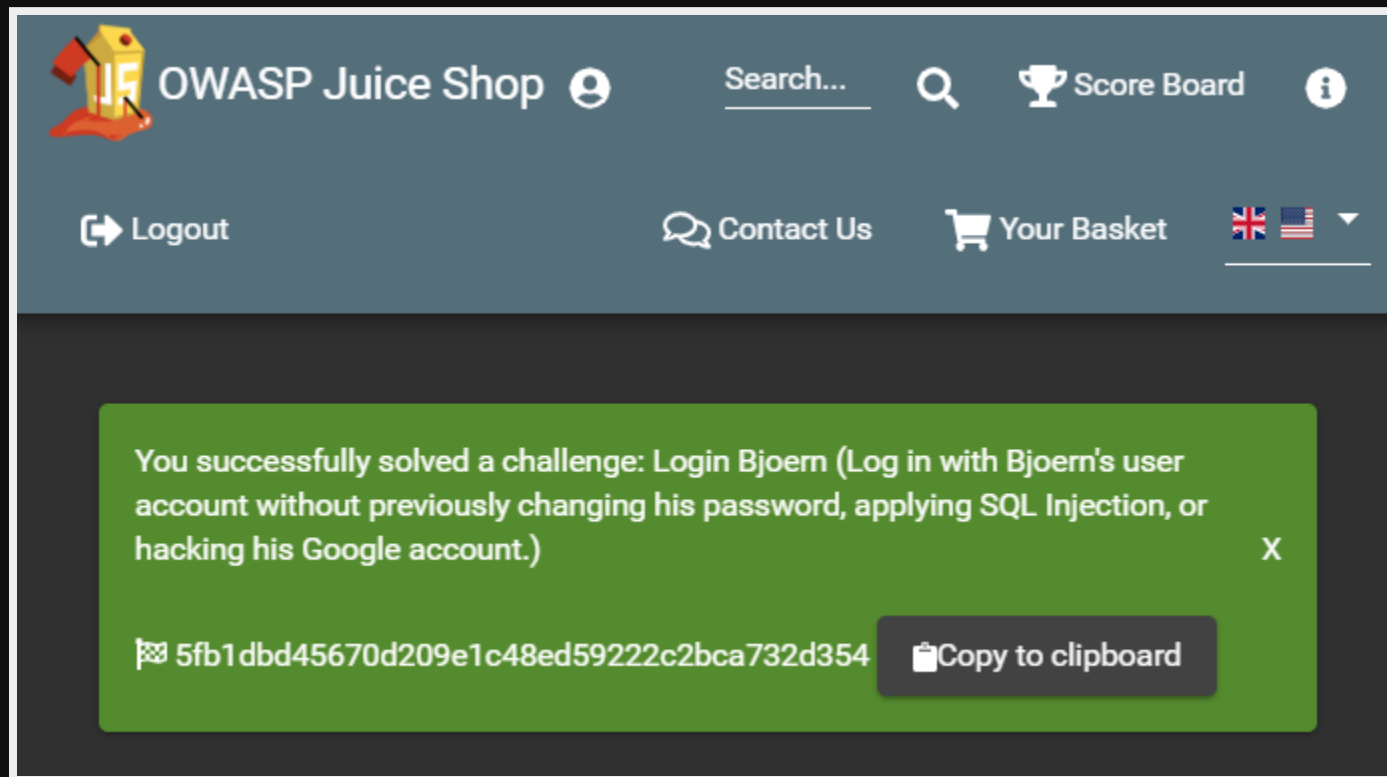 OWASP Juice Shop Search... Score Board
Logout Contact Us Your Basket
You successfully solved a challenge: Login Bjoern (Log in with Bjoern's user
account without previously changing his password, applying SQL Injection, or
hacking his Google account.)
X
5fb1dbd45670d209e1c48ed59222c2bca732d354 Copy to clipboard